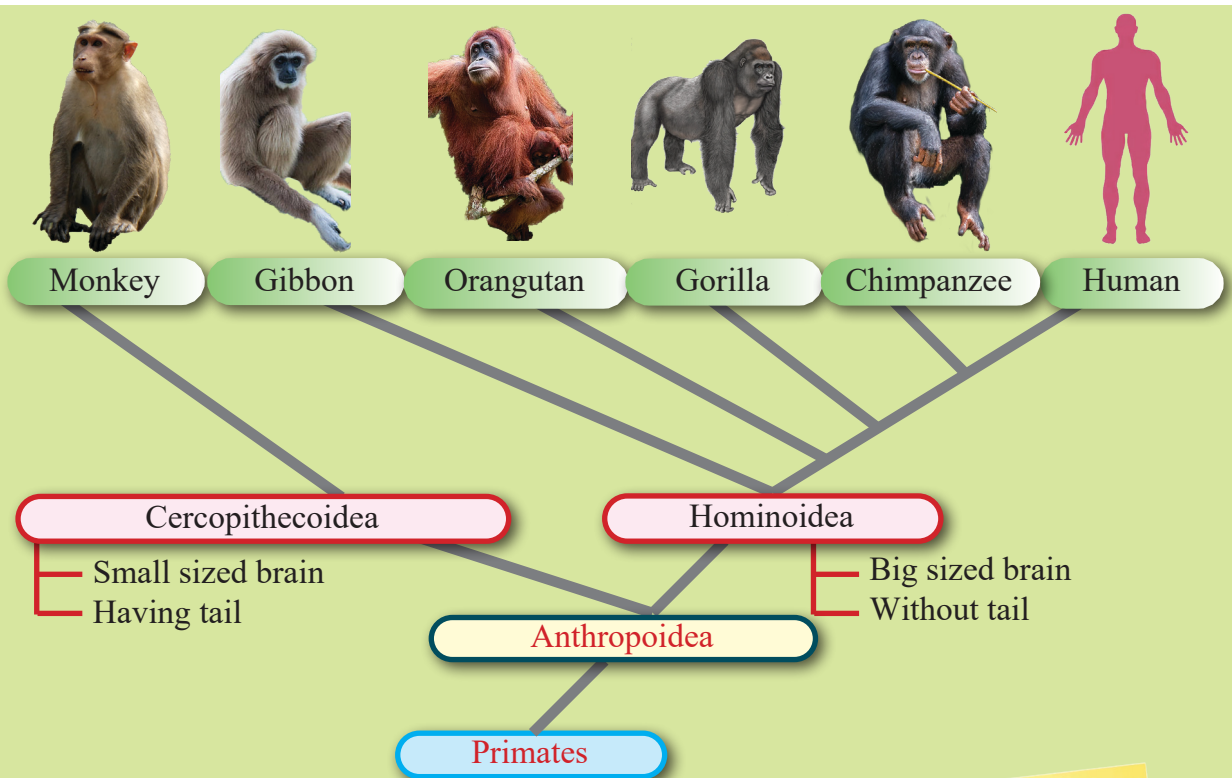 Monkey
Gibbon
Orangutan
Gorilla
Chimpanzee
Human
Cercopithecoidea
Hominoidea
Small sized brain
Having tail
Big sized brain
Without tail
Anthropoidea
Primates